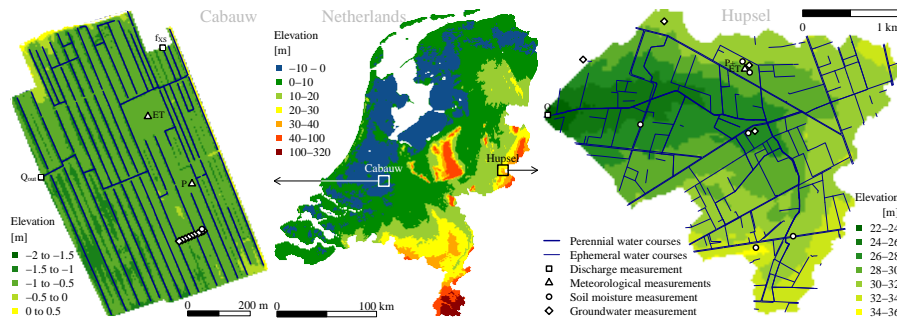 Cabauw
f_XS
ET
Q_out
P
Elevation
[m]
−2 to −1.5
−1.5 to −1
−1 to −0.5
−0.5 to 0
0 to 0.5
0
200 m
Netherlands
Elevation
[m]
−10 − 0
0−10
10−20
20−30
30−40
40−100
100−320
Cabauw
Hupsel
0
100 km
Hupsel
0
1 km
P
ET
Q
Perennial water courses
Ephemeral water courses
Discharge measurement
Meteorological measurements
Soil moisture measurement
Groundwater measurement
Elevation
[m]
22−24
24−26
26−28
28−30
30−32
32−34
34−36